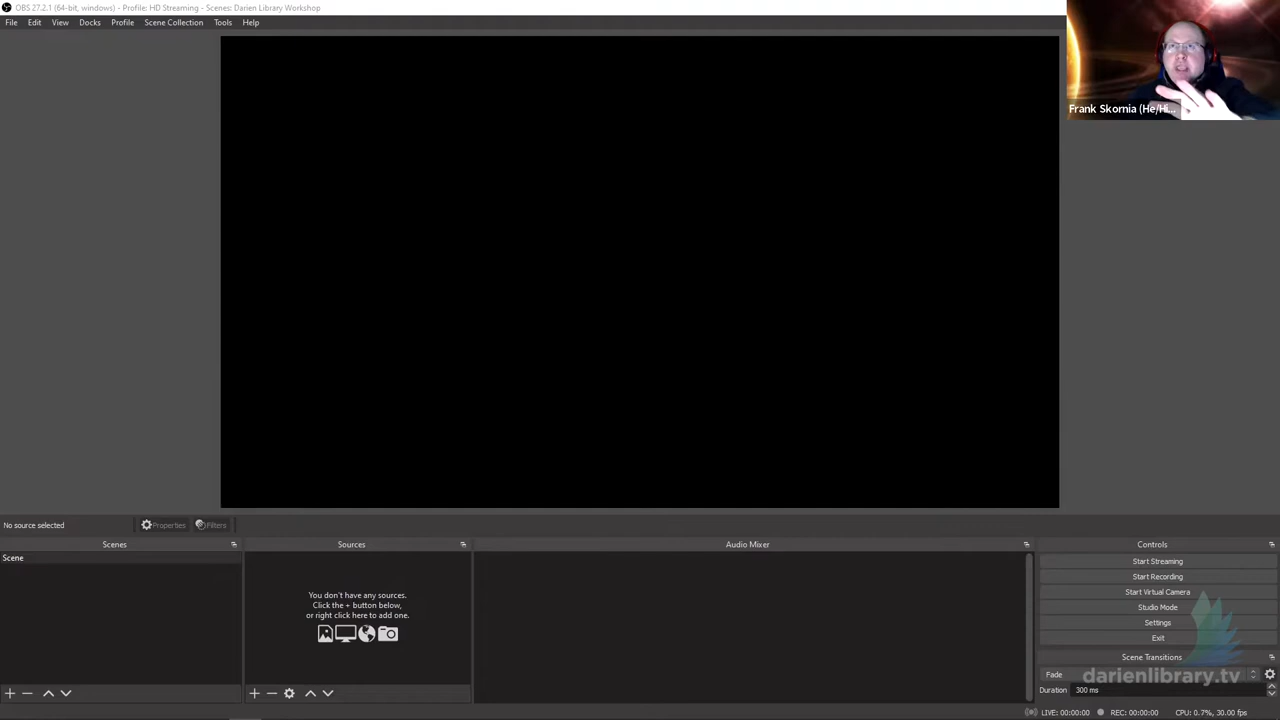 OBS 27.2.1 (64-bit, windows) - Profile: HD Streaming - Scenes: Darien Library Workshop
File Edit View Docks Profile Scene Collection Tools Help
Frank Skornia (He/Hi...
No source selected
Properties
Filters
Scenes
Scene
Sources
You don't have any sources.
Click the + button below,
or right click here to add one.
Audio Mixer
Controls
Start Streaming
Start Recording
Start Virtual Camera
Studio Mode
Settings
Exit
Scene Transitions
Fade
Duration 300 ms
darienlibrary.tv
LIVE: 00:00:00 REC: 00:00:00 CPU: 0.7%, 30.00 fps